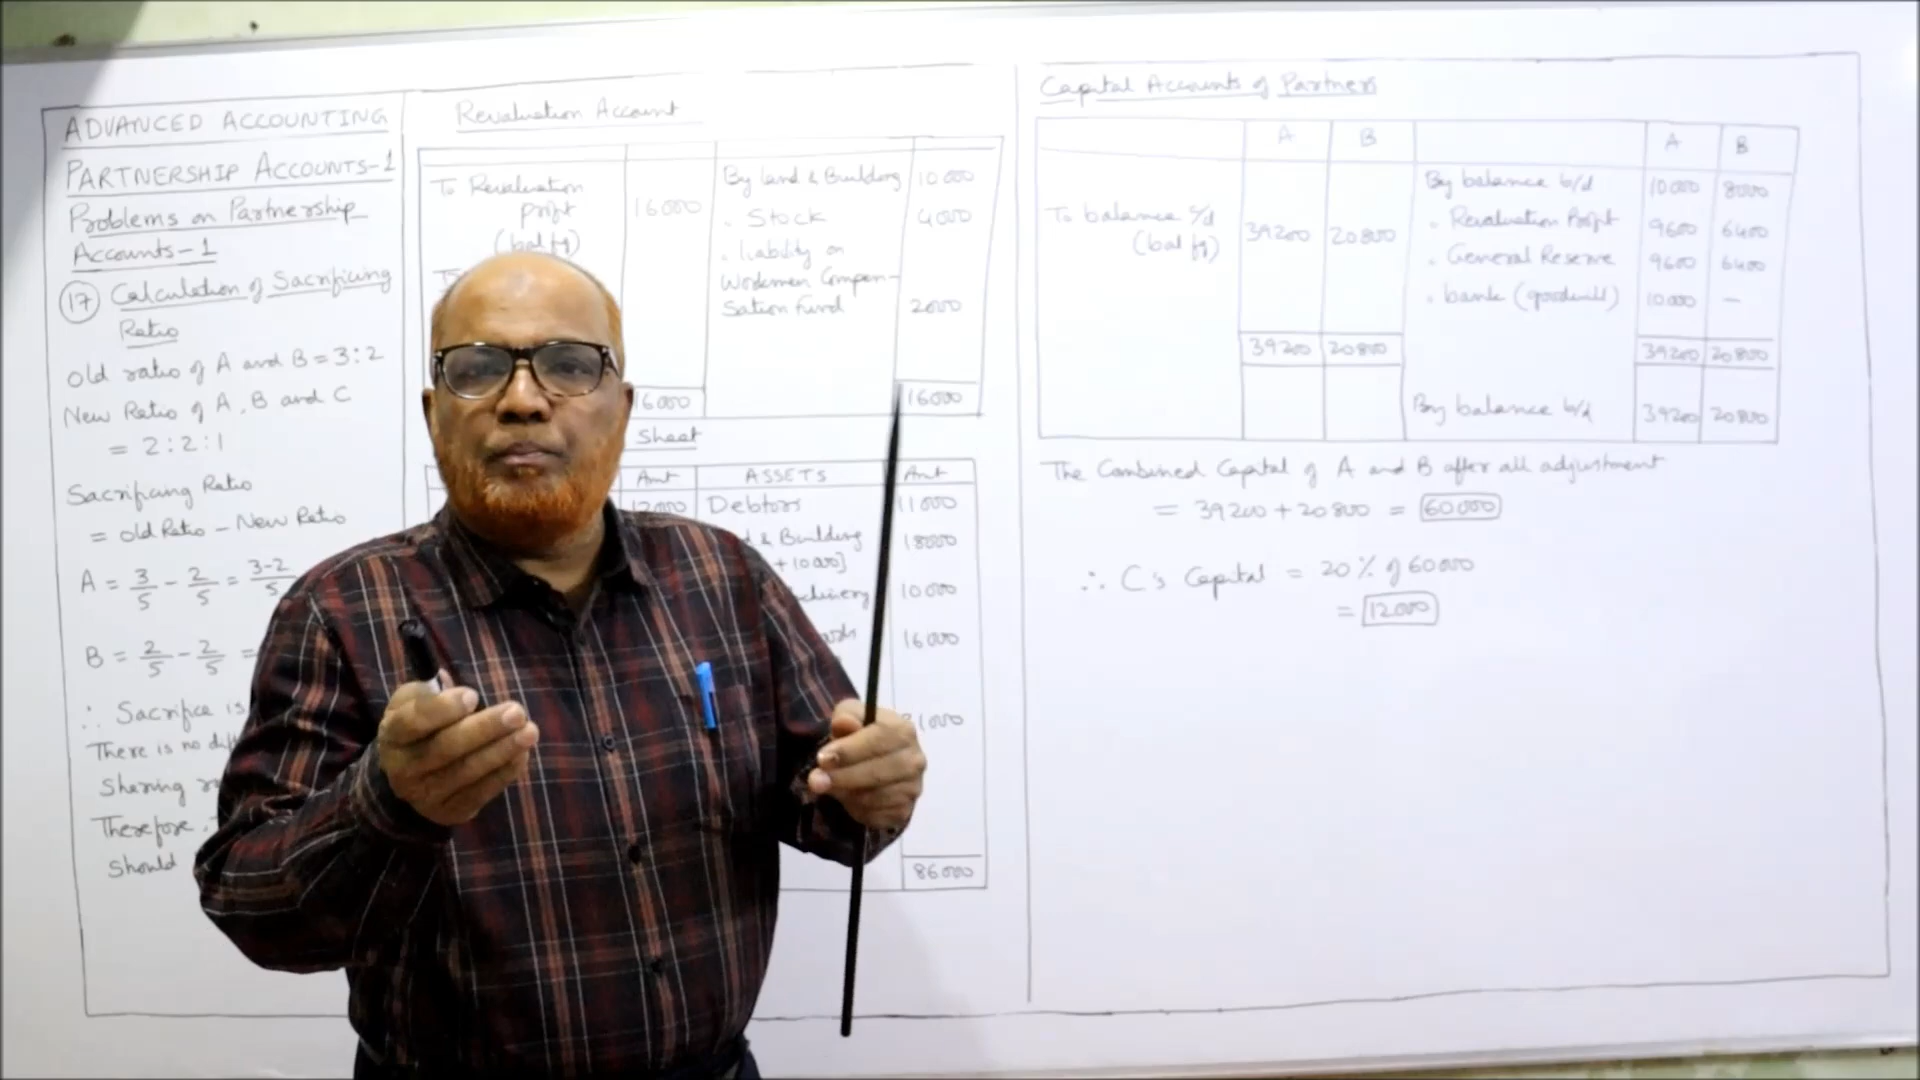 ADVANCED ACCOUNTING
PARTNERSHIP ACCOUNTS-1
Problems on Partnership
Accounts-1
17 Calculation of Sacrificing
Ratio
Old ratio of A and B = 3:2
New Ratio of A, B and C
= 2:2:1
Sacrificing Ratio
= Old Ratio - New Ratio
A = 3/5 - 2/5 = 3-2/5
B = 2/5 - 2/5 =
∴ Sacrifice is
There is no
Sharing
Therefore,
Should
Revaluation Account
To Revaluation
profit 16000
(bal fg)
By Land & Building 10000
" Stock 4000
" liability on
Workmen Compen-
sation Fund 2000
16000 16000
Sheet
Amt ASSETS Amt
12000 Debtors 11000
& Building 18000
+ 10000]
10000
16000
86000
Capital Accounts of Partners
A B A B
To balance c/d 39200 20800
(bal fg)
By balance b/d 10000 8000
" Revaluation Profit 9600 6400
" General Reserve 9600 6400
" bank (goodwill) 10000 -
39200 20800 39200 20800
By balance b/d 39200 20800
The Combined Capital of A and B after all adjustment
= 39200 + 20800 = 60000
∴ C's Capital = 20% of 60000
= 12000